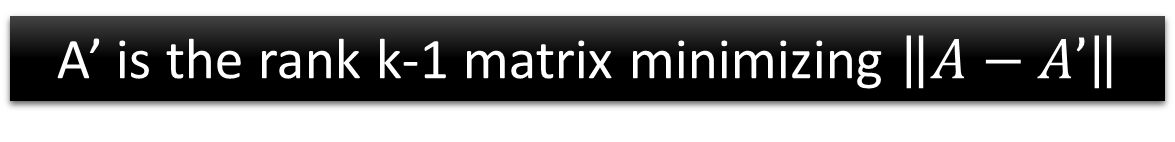 A’ is the rank k-1 matrix minimizing ‖A − A’‖